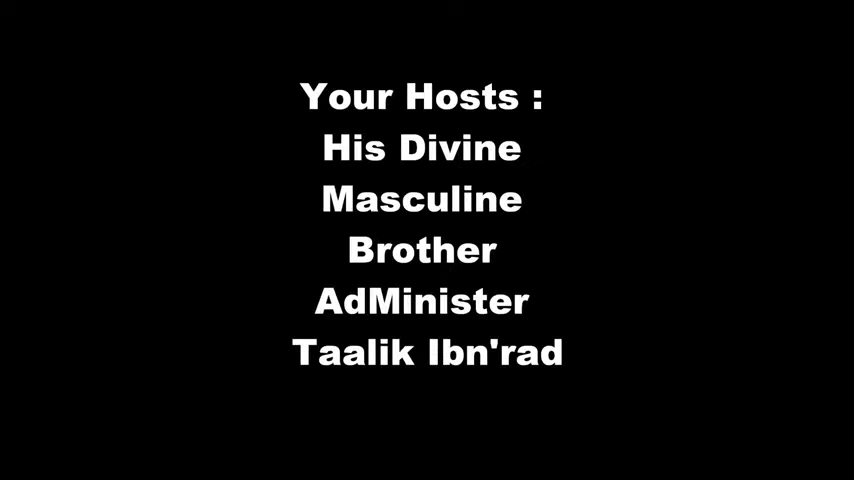 Your Hosts :
His Divine
Masculine
Brother
AdMinister
Taalik Ibn'rad